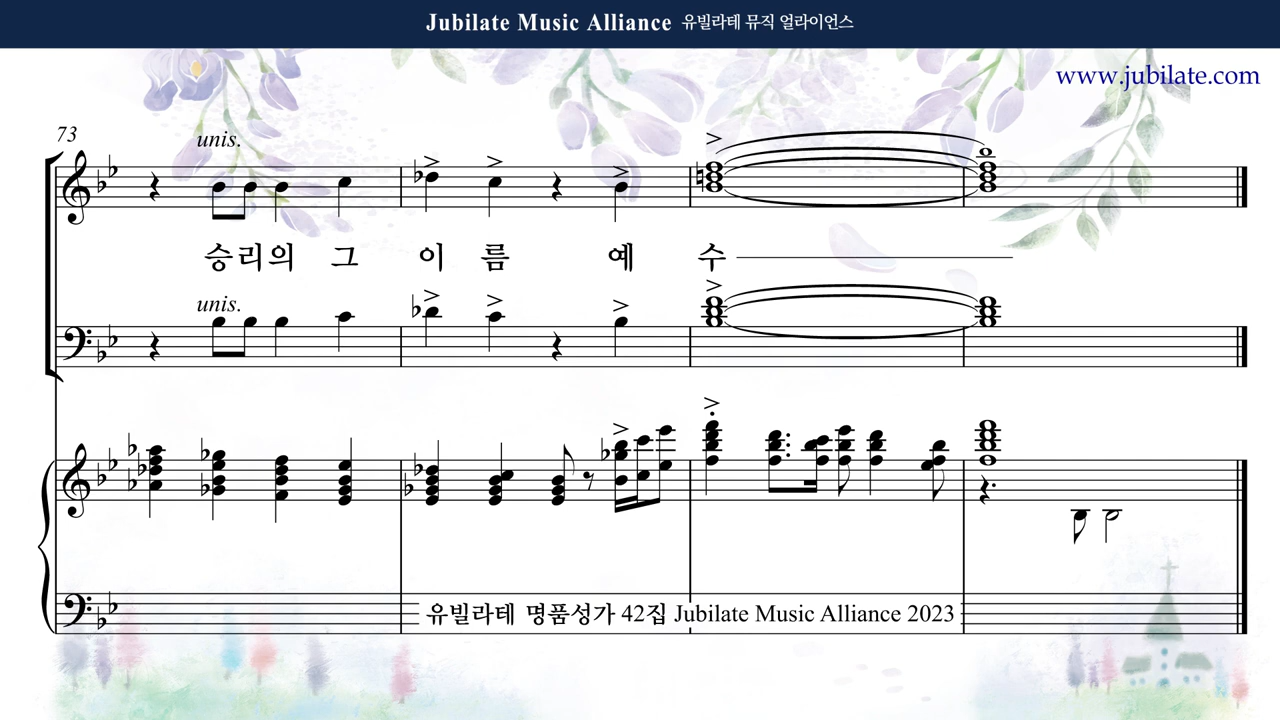 Jubilate Music Alliance 유빌라테 뮤직 얼라이언스
www.jubilate.com
73
unis.
승리의 그 이 름 예 수
unis.
유빌라테 명품성가 42집 Jubilate Music Alliance 2023